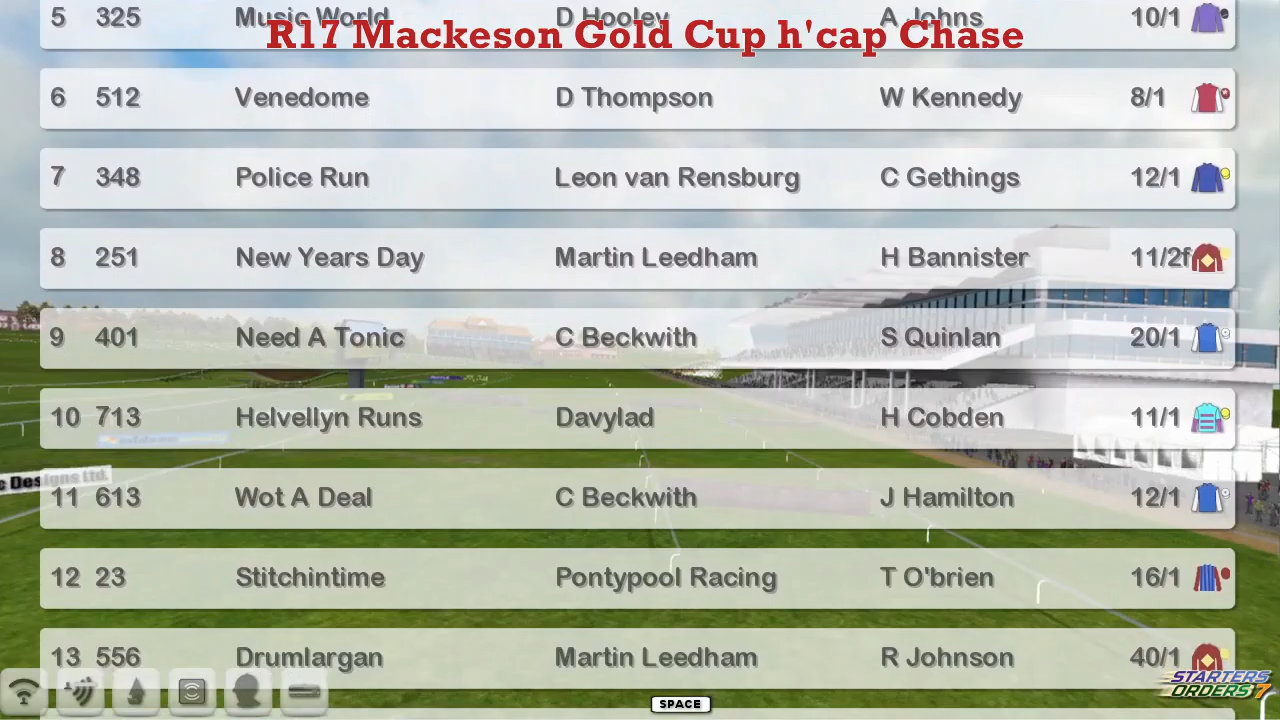 5 325 Music World D Hooley A Johns 10/1
R17 Mackeson Gold Cup h'cap Chase
6 512 Venedome D Thompson W Kennedy 8/1
7 348 Police Run Leon van Rensburg C Gethings 12/1
8 251 New Years Day Martin Leedham H Bannister 11/2f
9 401 Need A Tonic C Beckwith S Quinlan 20/1
10 713 Helvellyn Runs Davylad H Cobden 11/1
c Designs Ltd.
11 613 Wot A Deal C Beckwith J Hamilton 12/1
12 23 Stitchintime Pontypool Racing T O'brien 16/1
13 556 Drumlargan Martin Leedham R Johnson 40/1
STARTERS
ORDERS 7
SPACE